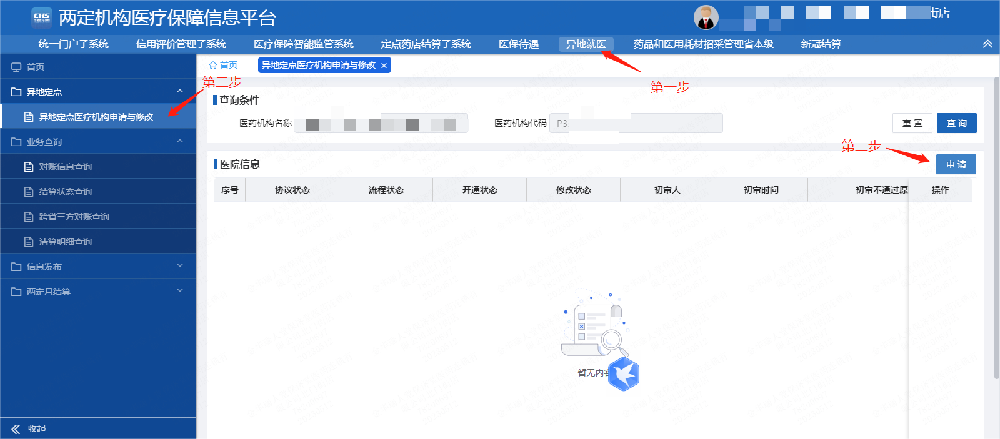 CHS
两定机构医疗保障信息平台
街店
统一门户子系统
信用评价管理子系统
医疗保障智能监管系统
定点药店结算子系统
医保待遇
异地就医
药品和医用耗材招采管理省本级
新冠结算
首页
首页
异地定点医疗机构申请与修改
第二步
第一步
异地定点
异地定点医疗机构申请与修改
业务查询
对账信息查询
结算状态查询
跨省三方对账查询
清算明细查询
信息发布
两定月结算
收起
查询条件
医药机构名称
医药机构代码
P3
重 置
查 询
第三步
医院信息
申 请
序号
协议状态
流程状态
开通状态
修改状态
初审人
初审时间
初审不通过原
操作
暂无内容